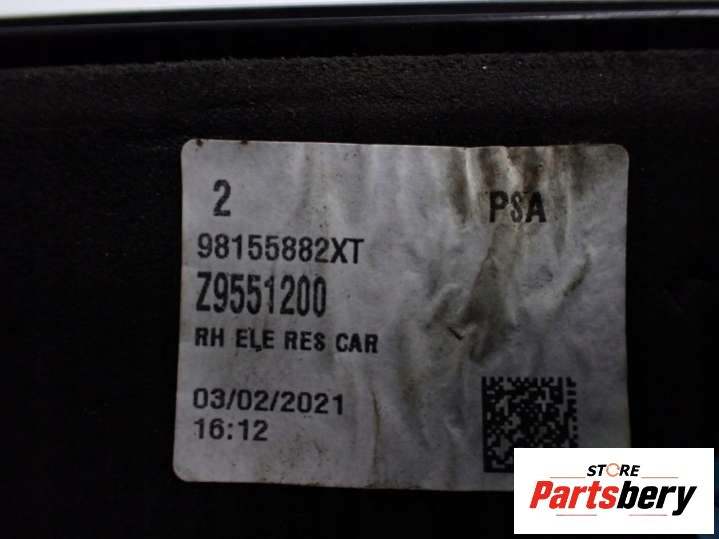 2
PSA
98155882XT
Z9551200
RH ELE RES CAR
03/02/2021
16:12
STORE
Partsbery